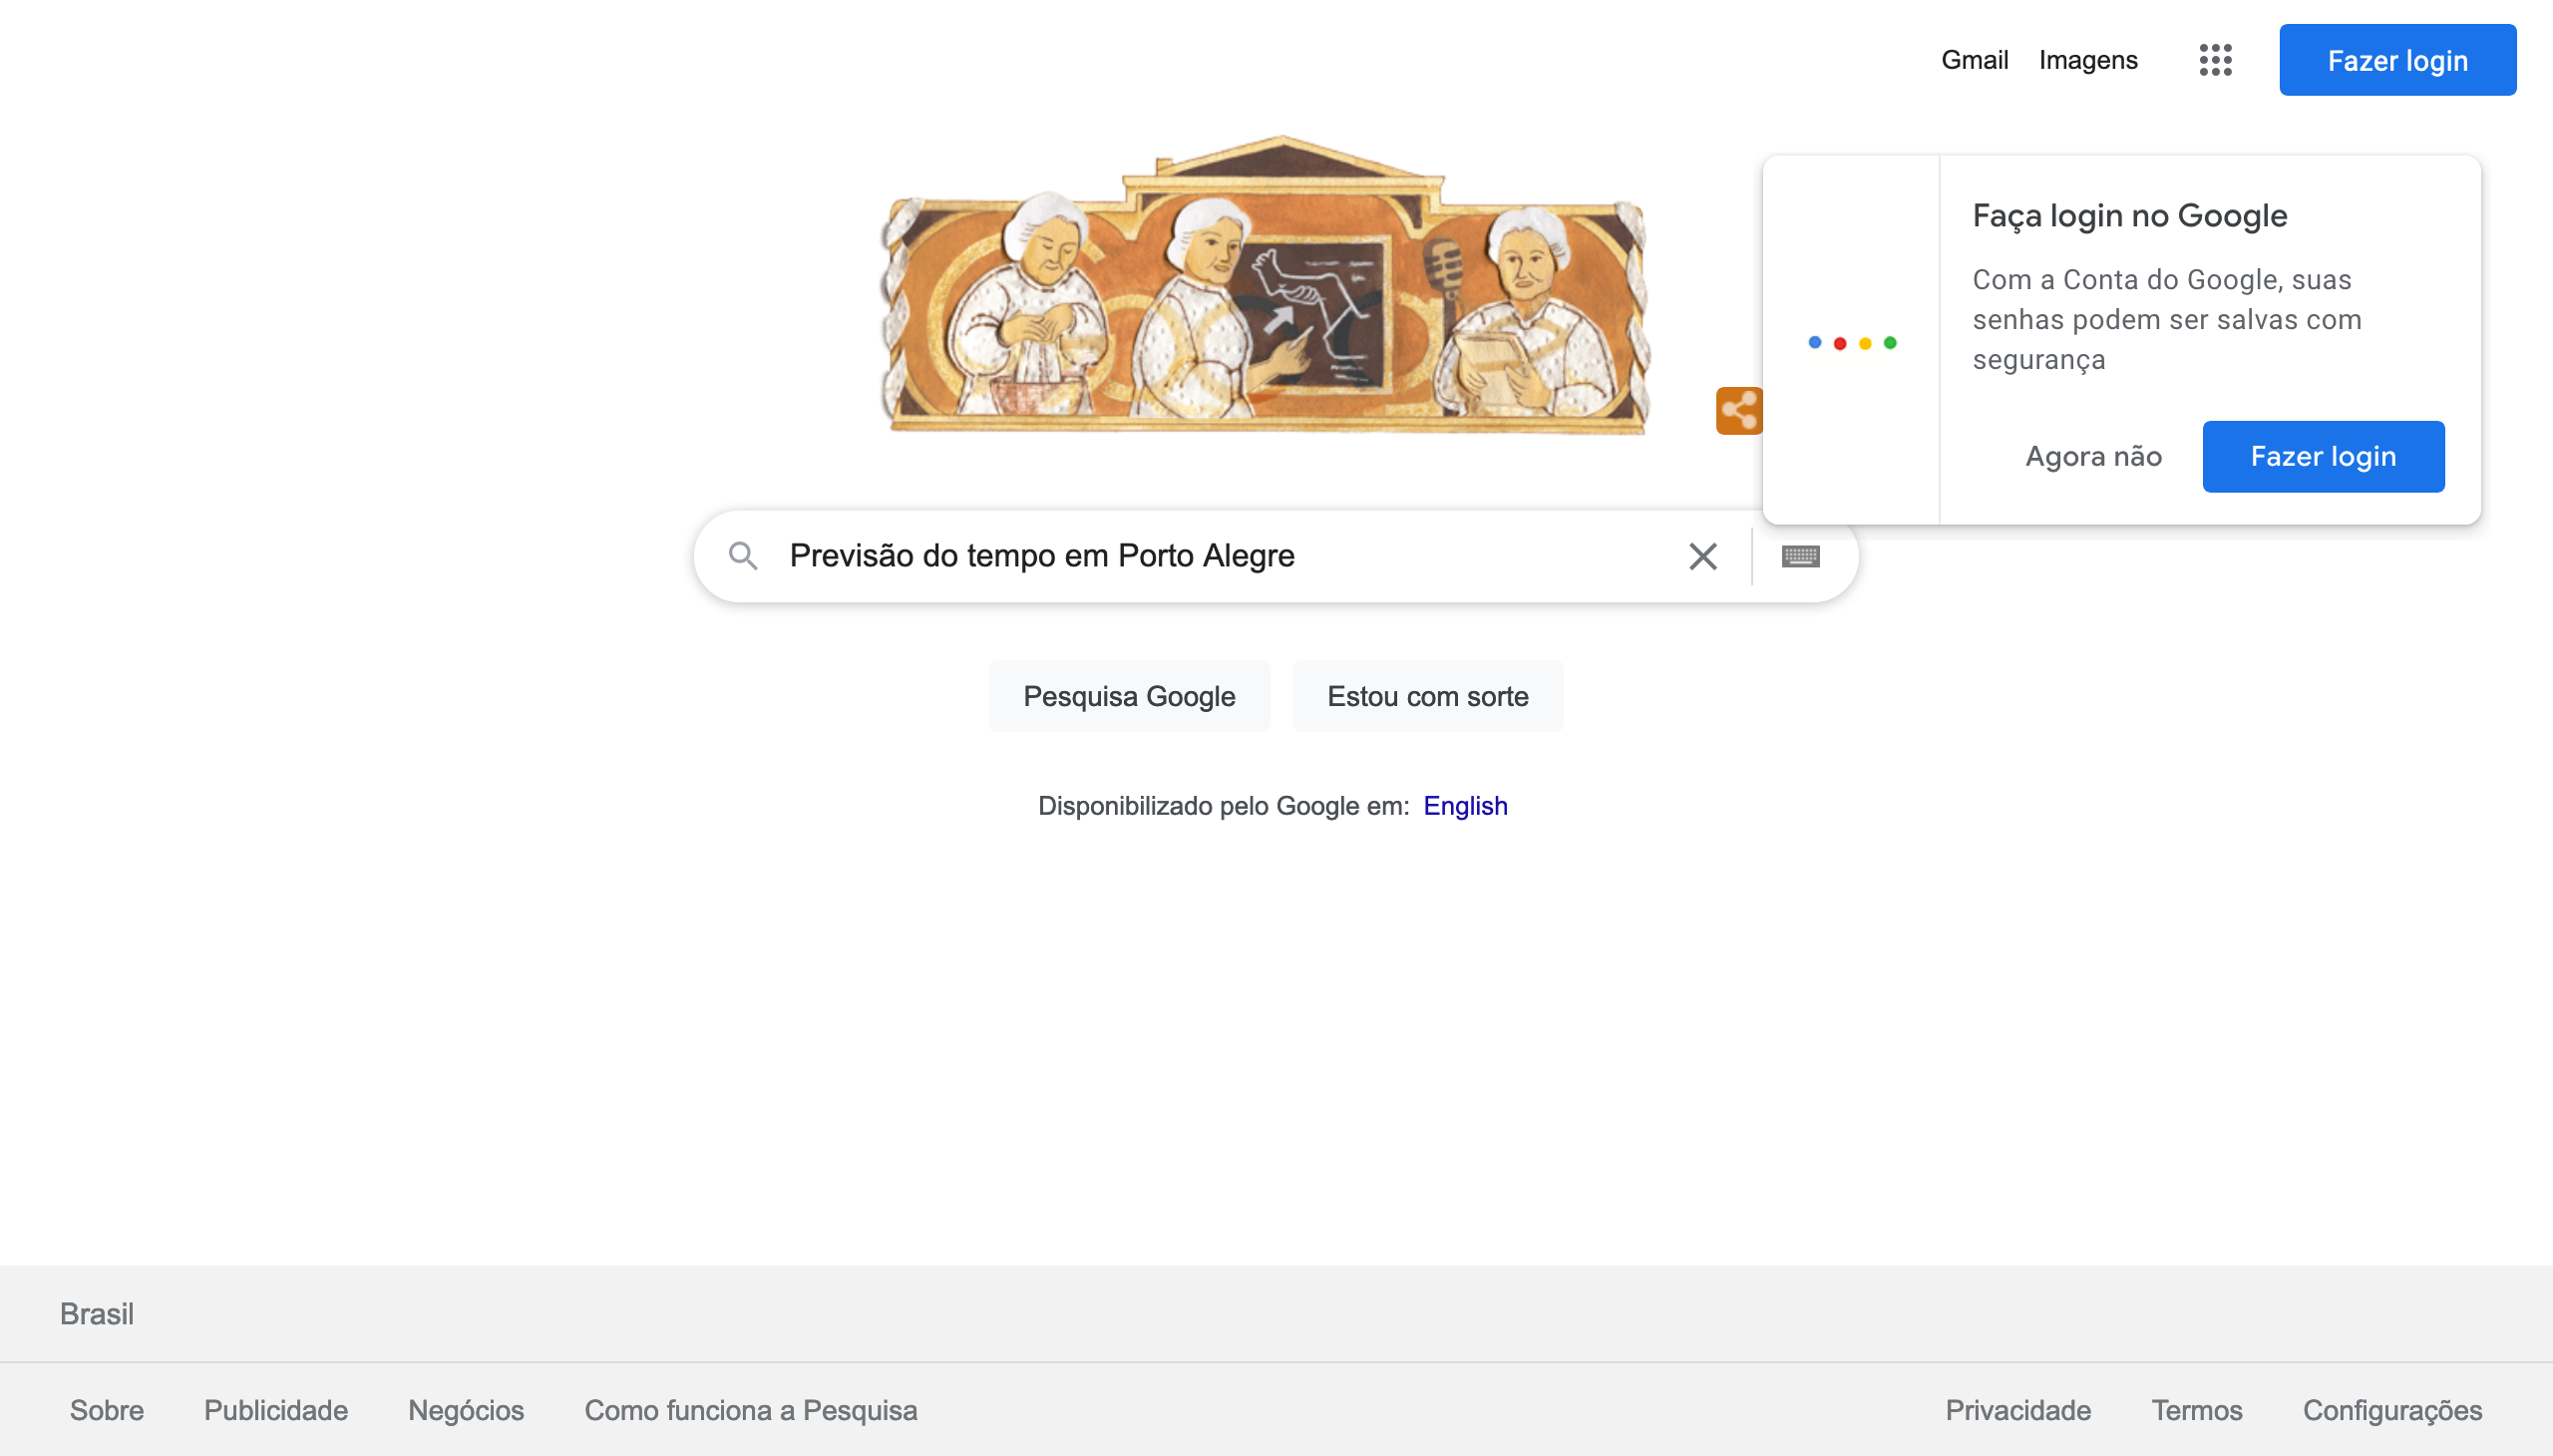 Gmail Imagens Fazer login
Faça login no Google
Com a Conta do Google, suas
senhas podem ser salvas com
segurança
Agora não Fazer login
Previsão do tempo em Porto Alegre
Pesquisa Google Estou com sorte
Disponibilizado pelo Google em: English
Brasil
Sobre Publicidade Negócios Como funciona a Pesquisa Privacidade Termos Configurações